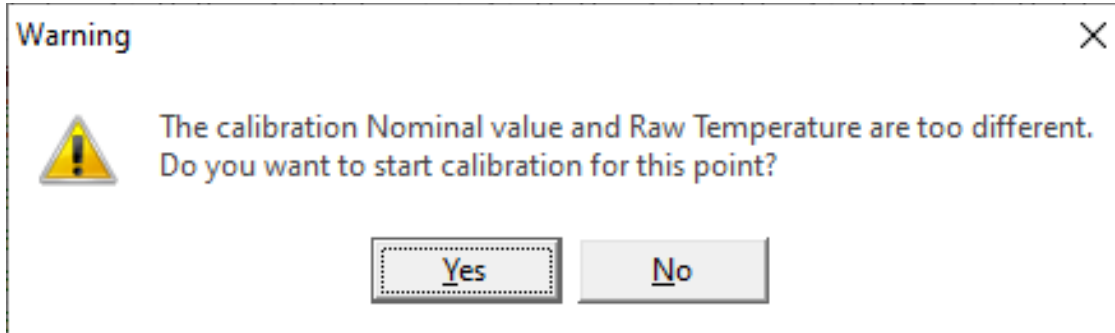 Warning
The calibration Nominal value and Raw Temperature are too different.
Do you want to start calibration for this point?
Yes
No